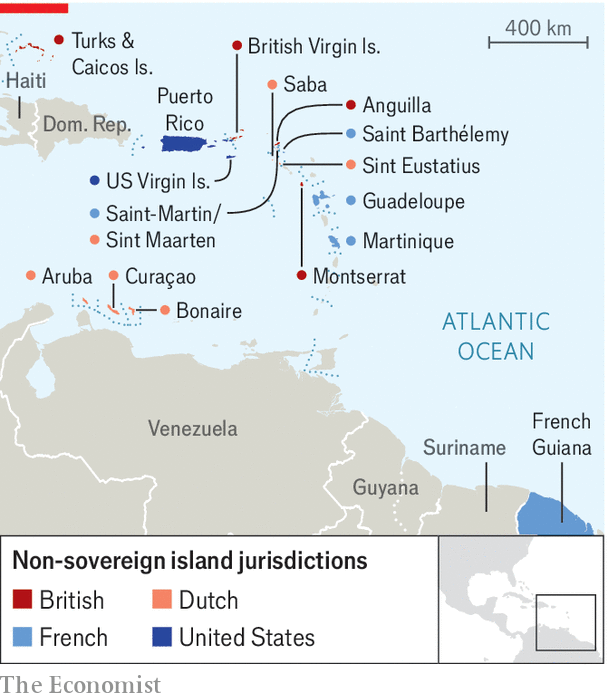 Turks &
Caicos Is.
British Virgin Is.
400 km
Haiti
Saba
Puerto
Rico
Anguilla
Dom. Rep.
Saint Barthélemy
Sint Eustatius
US Virgin Is.
Guadeloupe
Saint-Martin/
Sint Maarten
Martinique
Aruba
Curaçao
Montserrat
Bonaire
ATLANTIC
OCEAN
Venezuela
French
Guiana
Suriname
Guyana
Non-sovereign island jurisdictions
British
Dutch
French
United States
The Economist